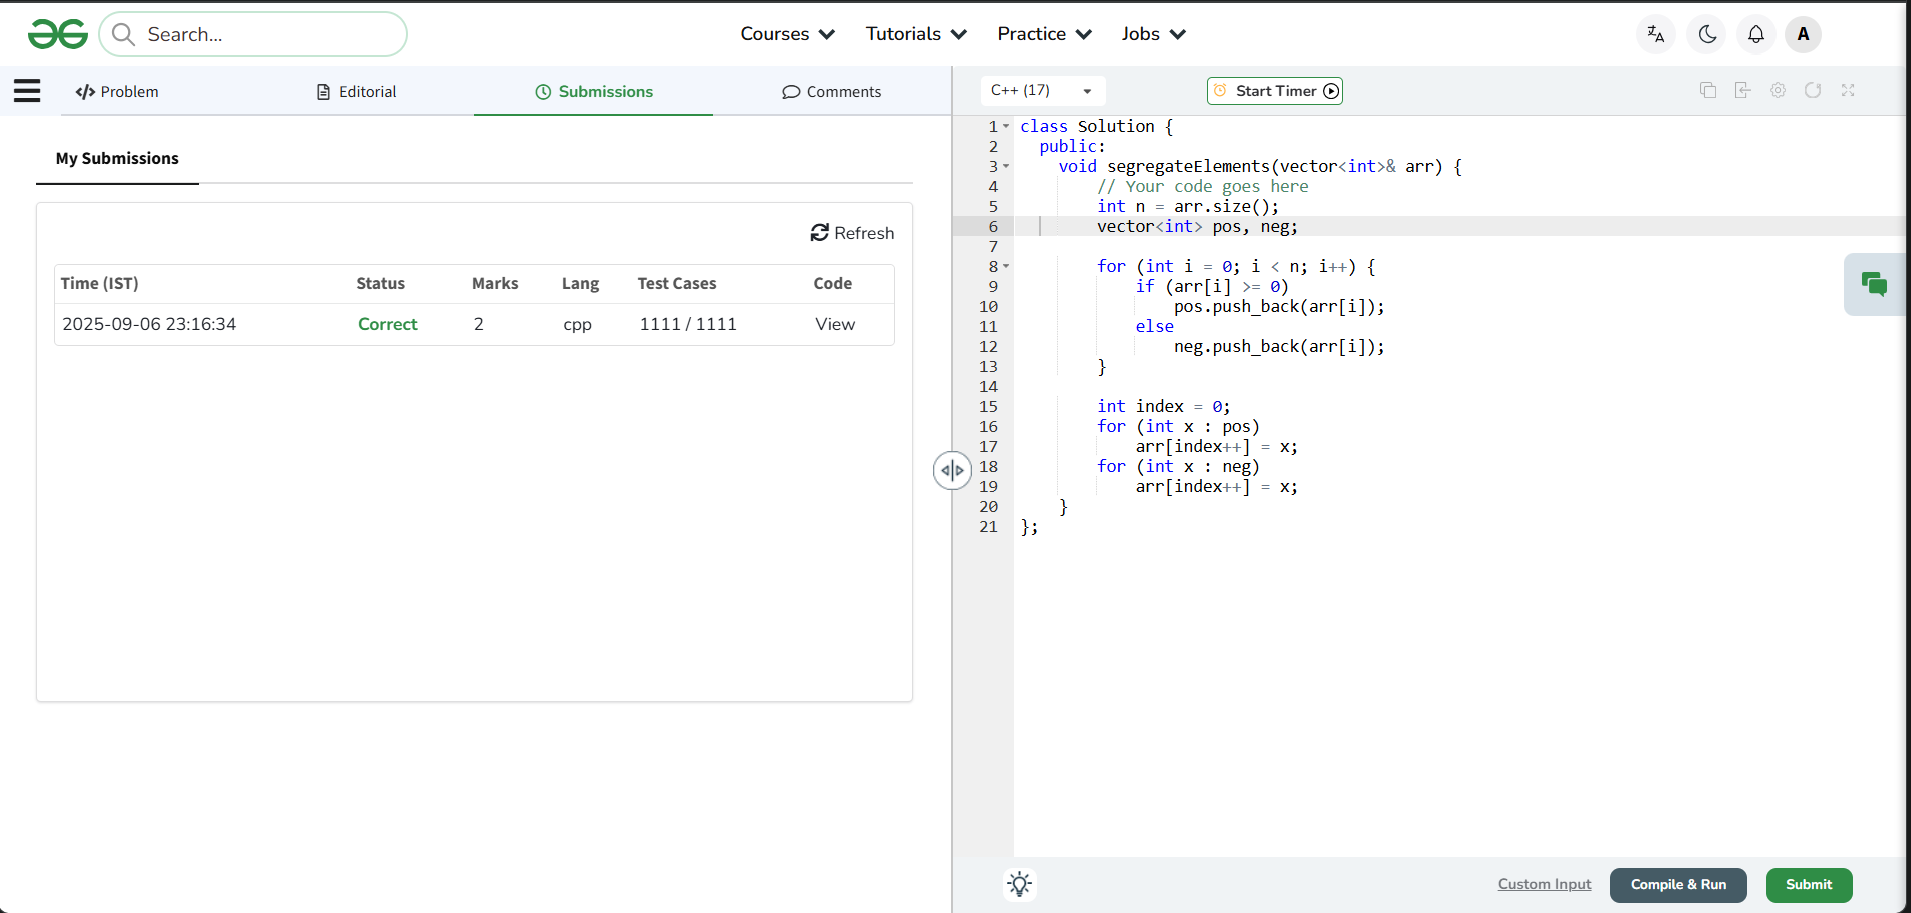 Search...
Courses Tutorials Practice Jobs
A
Problem Editorial Submissions Comments
C++ (17) Start Timer
My Submissions
Refresh
Time (IST) Status Marks Lang Test Cases Code
2025-09-06 23:16:34 Correct 2 cpp 1111 / 1111 View
1 class Solution {
2 public:
3 void segregateElements(vector<int>& arr) {
4 // Your code goes here
5 int n = arr.size();
6 vector<int> pos, neg;
7
8 for (int i = 0; i < n; i++) {
9 if (arr[i] >= 0)
10 pos.push_back(arr[i]);
11 else
12 neg.push_back(arr[i]);
13 }
14
15 int index = 0;
16 for (int x : pos)
17 arr[index++] = x;
18 for (int x : neg)
19 arr[index++] = x;
20 }
21 };
Custom Input Compile & Run Submit